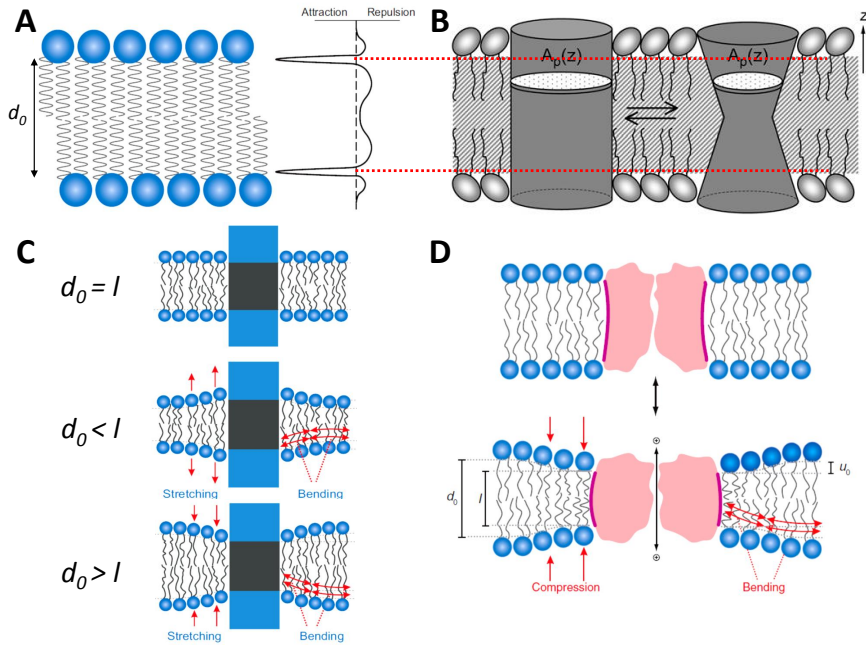 A
Attraction Repulsion
B
z
d0
Ap(z)
Ap(z)
C
D
d0 = l
d0 < l
Stretching
Bending
d0 > l
Stretching
Bending
d0
l
u0
Compression
Bending